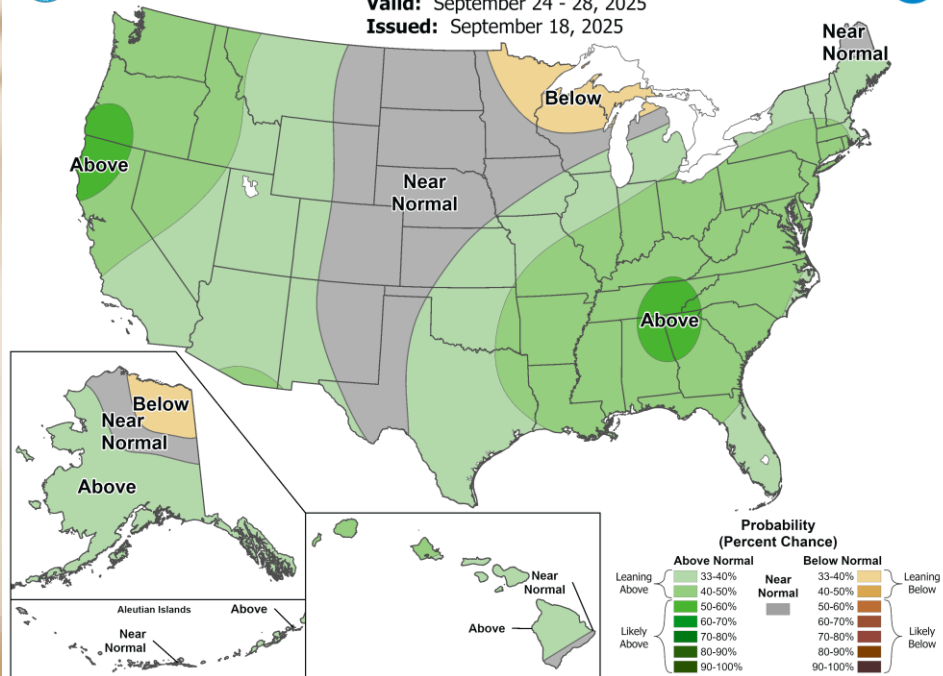 Valid: September 24 - 28, 2025
Issued: September 18, 2025
Near
Normal
Below
Above
Near
Normal
Above
Below
Near
Normal
Above
Aleutian Islands
Above
Near
Normal
Near
Normal
Above
Probability
(Percent Chance)
Above Normal
Below Normal
Near
Normal
Leaning
Above
33-40%
40-50%
Likely
Above
50-60%
60-70%
70-80%
80-90%
90-100%
33-40%
40-50%
Leaning
Below
50-60%
60-70%
70-80%
80-90%
90-100%
Likely
Below